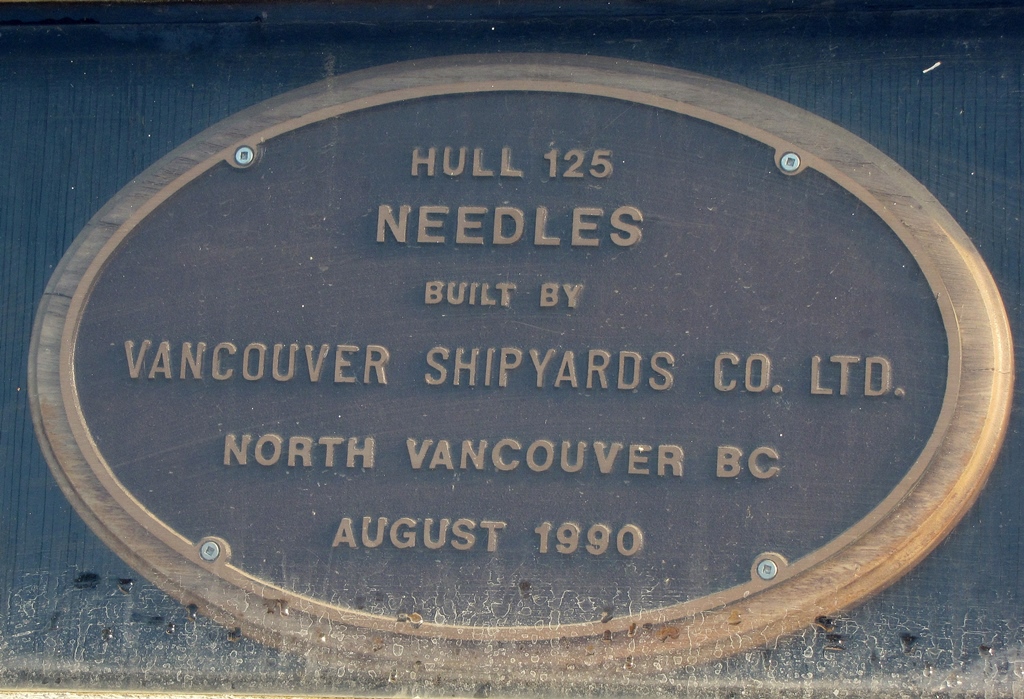 HULL 125
NEEDLES
BUILT BY
VANCOUVER SHIPYARDS CO. LTD.
NORTH VANCOUVER BC
AUGUST 1990